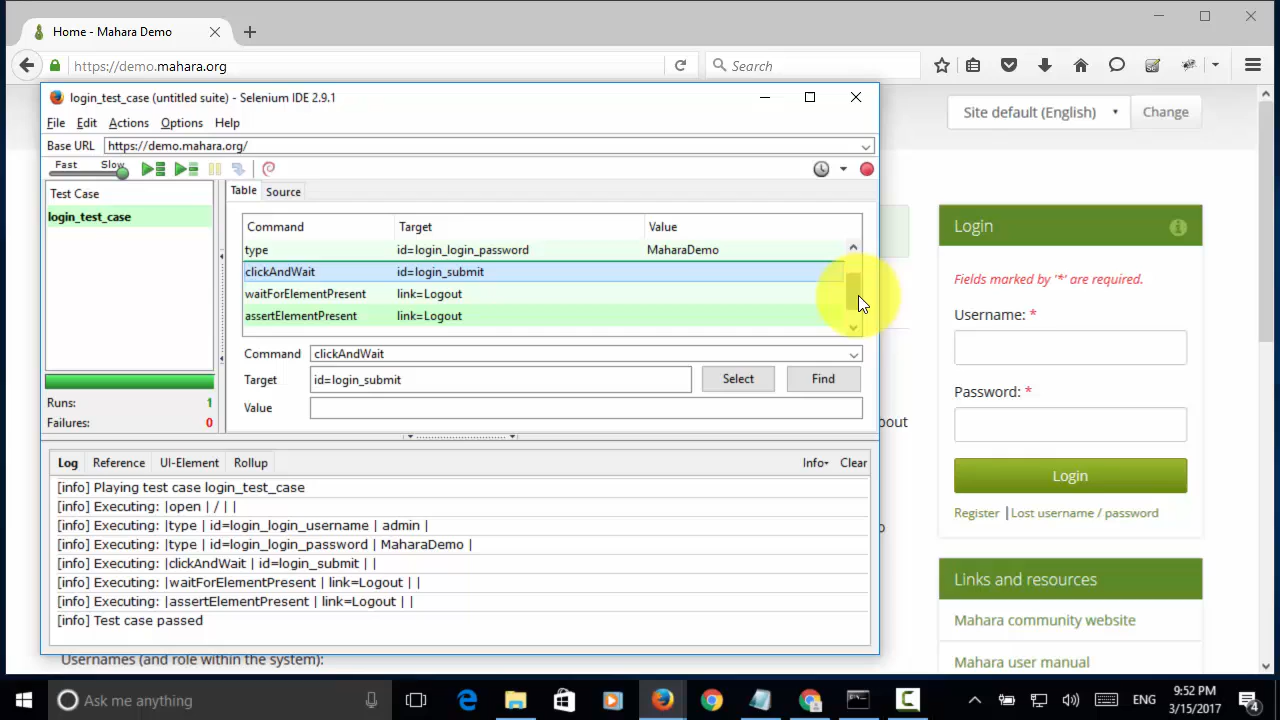 Home - Mahara Demo
https://demo.mahara.org
Search
login_test_case (untitled suite) - Selenium IDE 2.9.1
File Edit Actions Options Help
Base URL https://demo.mahara.org/
Fast Slow
Test Case
login_test_case
Runs: 1
Failures: 0
Table Source
Command Target Value
type id=login_login_password MaharaDemo
clickAndWait id=login_submit
waitForElementPresent link=Logout
assertElementPresent link=Logout
Command clickAndWait
Target id=login_submit Select Find
Value
Log Reference UI-Element Rollup Info Clear
[info] Playing test case login_test_case
[info] Executing: |open | / | |
[info] Executing: |type | id=login_login_username | admin |
[info] Executing: |type | id=login_login_password | MaharaDemo |
[info] Executing: |clickAndWait | id=login_submit | |
[info] Executing: |waitForElementPresent | link=Logout | |
[info] Executing: |assertElementPresent | link=Logout | |
[info] Test case passed
Site default (English) Change
Login
Fields marked by '*' are required.
Username: *
Password: *
Login
Register | Lost username / password
Links and resources
Mahara community website
Mahara user manual
out
o
Usernames (and role within the system):
Ask me anything
ENG
9:52 PM
3/15/2017
4